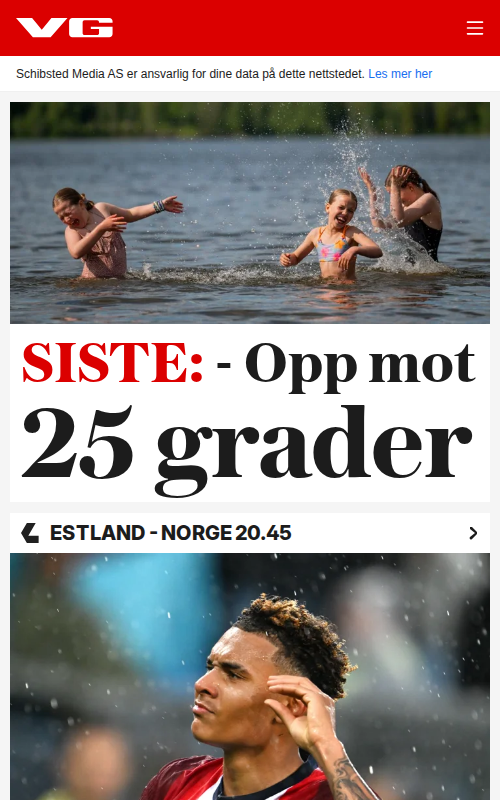 VG
Schibsted Media AS er ansvarlig for dine data på dette nettstedet. Les mer her
SISTE: - Opp mot
25 grader
ESTLAND - NORGE 20.45